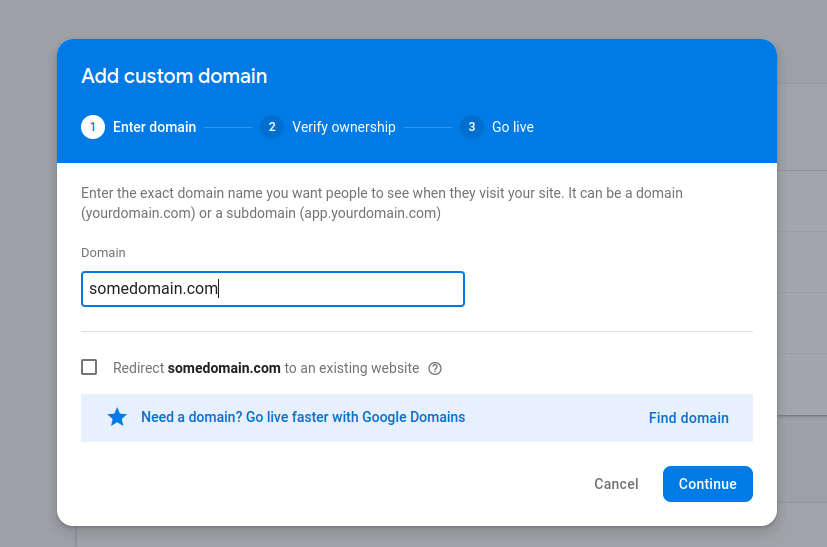 Add custom domain
1 Enter domain 2 Verify ownership 3 Go live
Enter the exact domain name you want people to see when they visit your site. It can be a domain
(yourdomain.com) or a subdomain (app.yourdomain.com)
Domain
somedomain.com
Redirect somedomain.com to an existing website ?
Need a domain? Go live faster with Google Domains Find domain
Cancel Continue